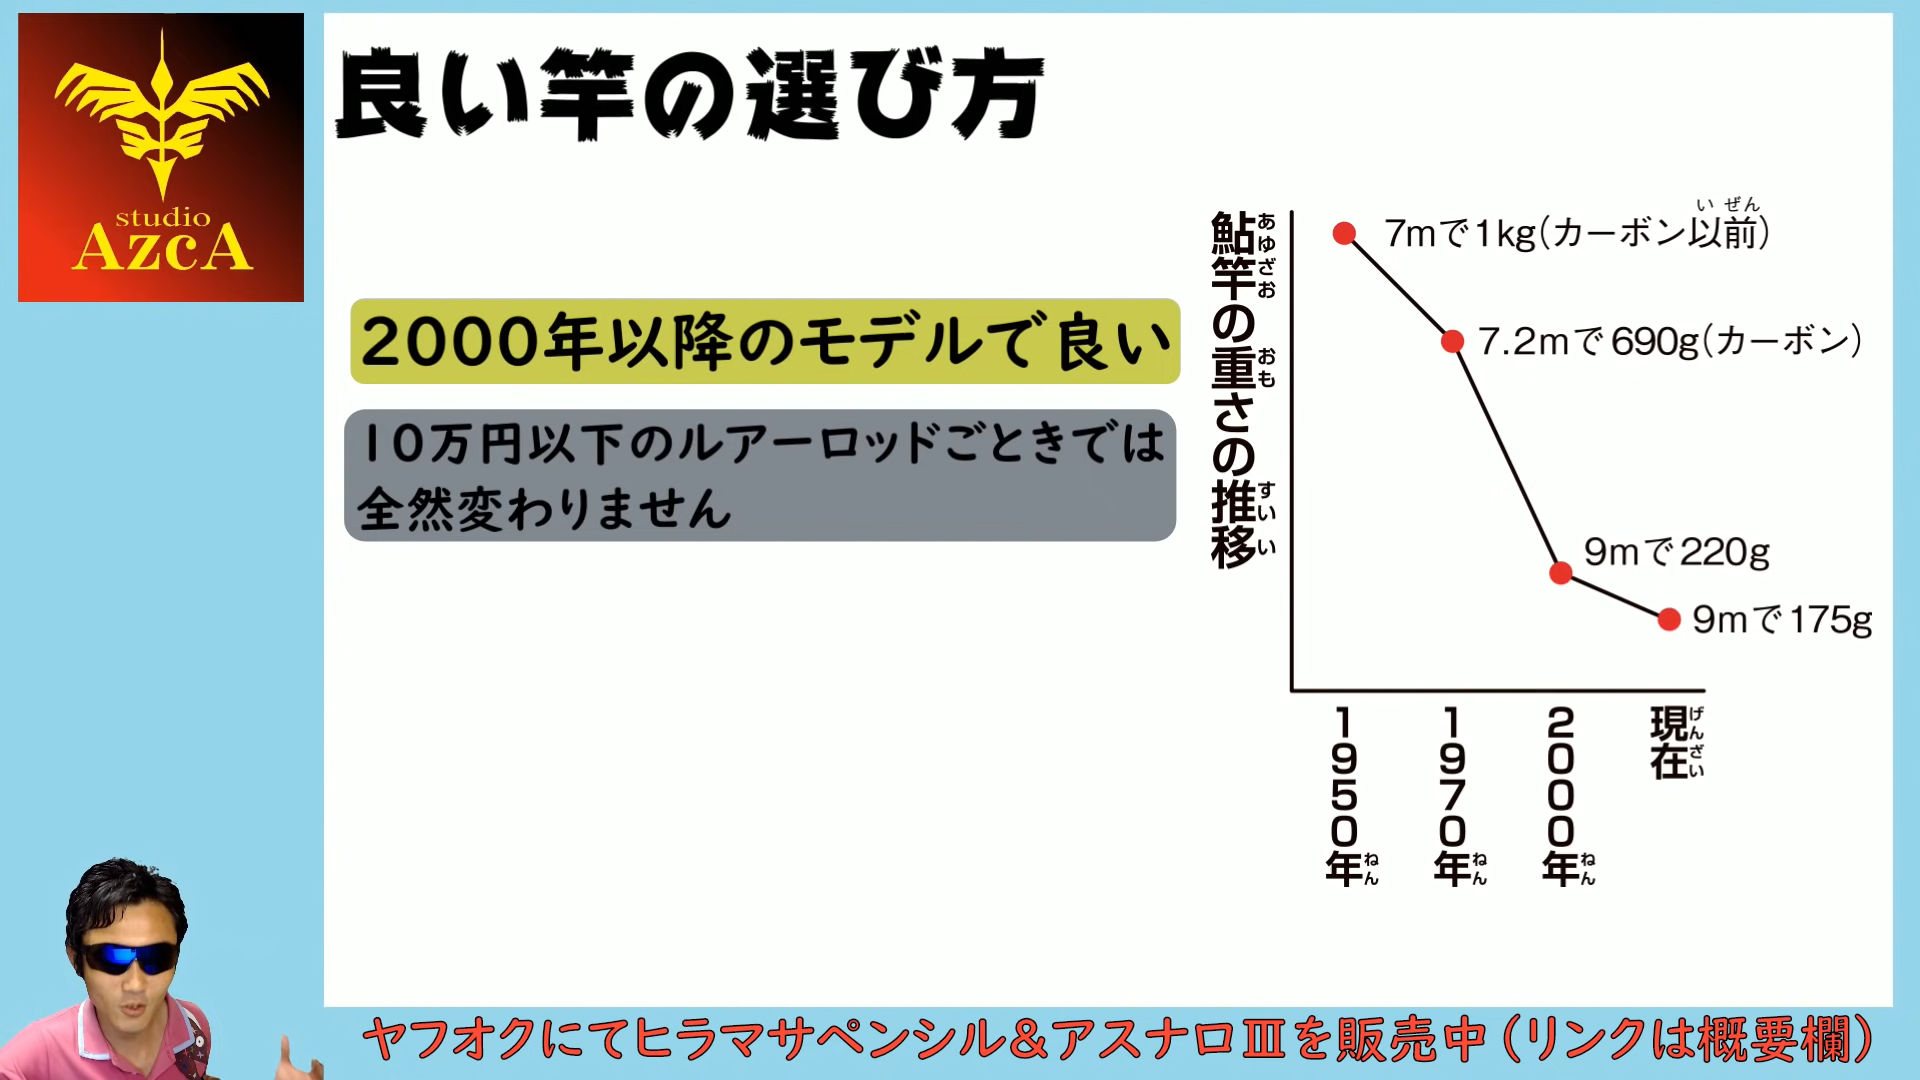 studio
AzcA
良い竿の選び方
2000年以降のモデルで良い
10万円以下のルアーロッドごときでは
全然変わりません
鮎竿の重さの推移
あゆざお
おも
すいい
いぜん
7mで1kg(カーボン以前)
7.2mで690g(カーボン)
9mで220g
9mで175g
1950年
ねん
1970年
ねん
2000年
ねん
現在
げんざい
ヤフオクにてヒラマサペンシル&アスナロⅢを販売中(リンクは概要欄)